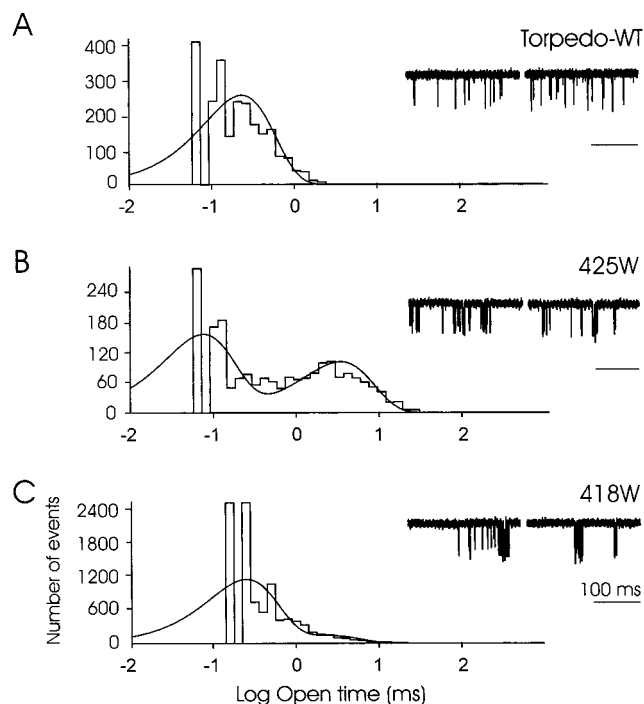 A
Torpedo-WT
400
300
200
100
0
-2 -1 0 1 2
B
425W
240
180
120
60
0
-2 -1 0 1 2
C
418W
Number of events
2400
1800
1200
600
0
100 ms
-2 -1 0 1 2
Log Open time (ms)